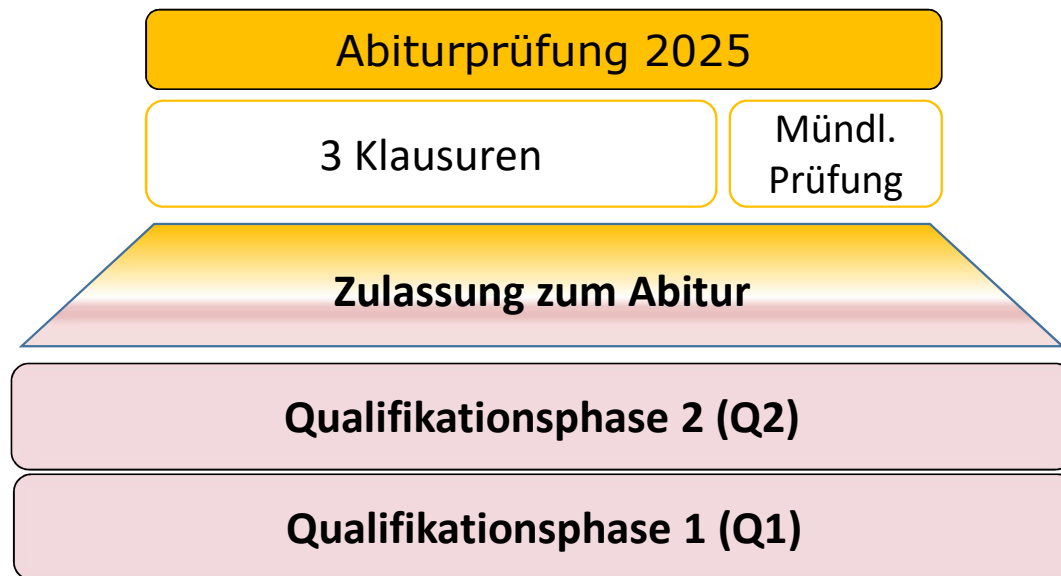 Abiturprüfung 2025
3 Klausuren
Mündl.
Prüfung
Zulassung zum Abitur
Qualifikationsphase 2 (Q2)
Qualifikationsphase 1 (Q1)